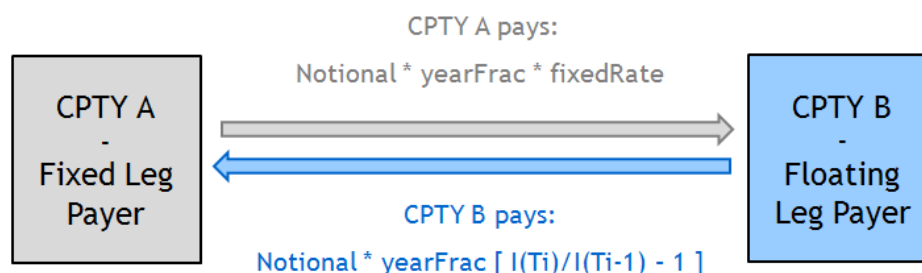 CPTY A pays:
Notional * yearFrac * fixedRate
CPTY A
-
Fixed Leg
Payer
CPTY B
-
Floating
Leg Payer
CPTY B pays:
Notional * yearFrac [ I(Ti)/I(Ti-1) - 1 ]